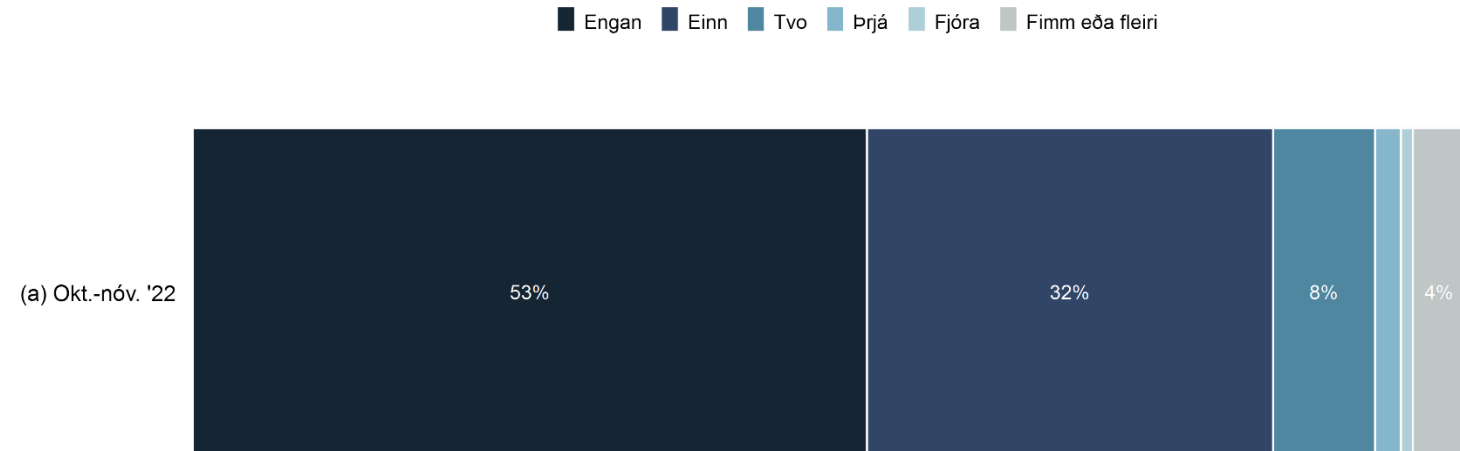 Engan Einn Tvo Þrjá Fjóra Fimm eða fleiri
(a) Okt.-nóv. '22 53% 32% 8% 4%